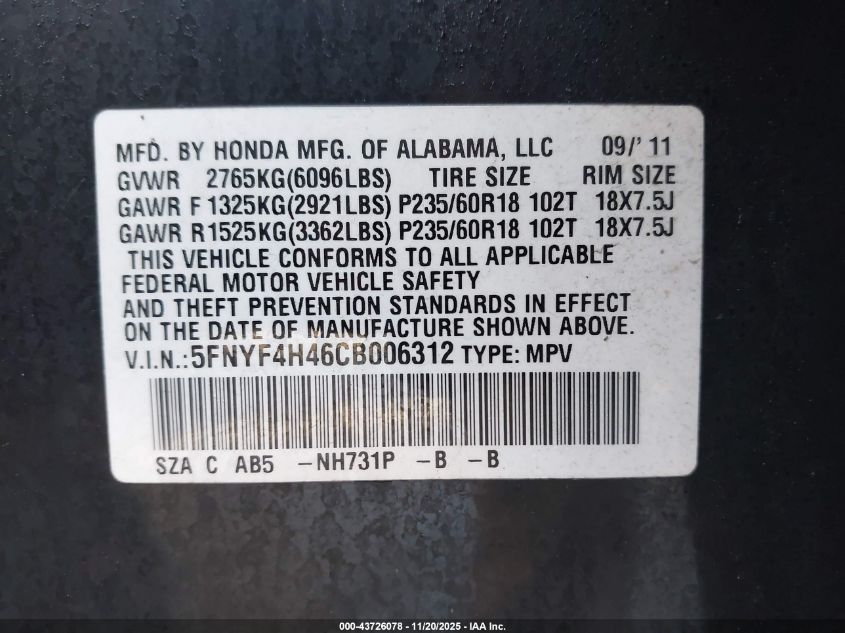 MFD. BY HONDA MFG. OF ALABAMA, LLC 09/'11
GVWR 2765KG(6096LBS) TIRE SIZE RIM SIZE
GAWR F 1325KG(2921LBS) P235/60R18 102T 18X7.5J
GAWR R 1525KG(3362LBS) P235/60R18 102T 18X7.5J
THIS VEHICLE CONFORMS TO ALL APPLICABLE
FEDERAL MOTOR VEHICLE SAFETY
AND THEFT PREVENTION STANDARDS IN EFFECT
ON THE DATE OF MANUFACTURE SHOWN ABOVE.
V.I.N.:5FNYF4H46CB006312 TYPE: MPV
SZA C AB5 -NH731P -B -B
000-43726078 - 11/20/2025 - IAA Inc.